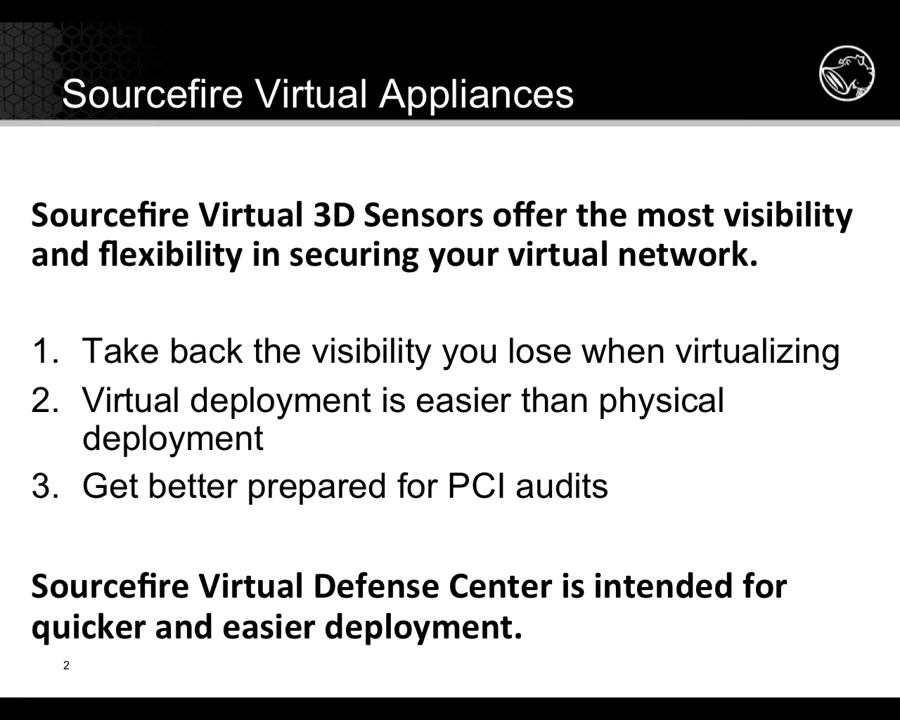 Sourcefire Virtual Appliances
Sourcefire Virtual 3D Sensors offer the most visibility
and flexibility in securing your virtual network.
1. Take back the visibility you lose when virtualizing
2. Virtual deployment is easier than physical
deployment
3. Get better prepared for PCI audits
Sourcefire Virtual Defense Center is intended for
quicker and easier deployment.
2